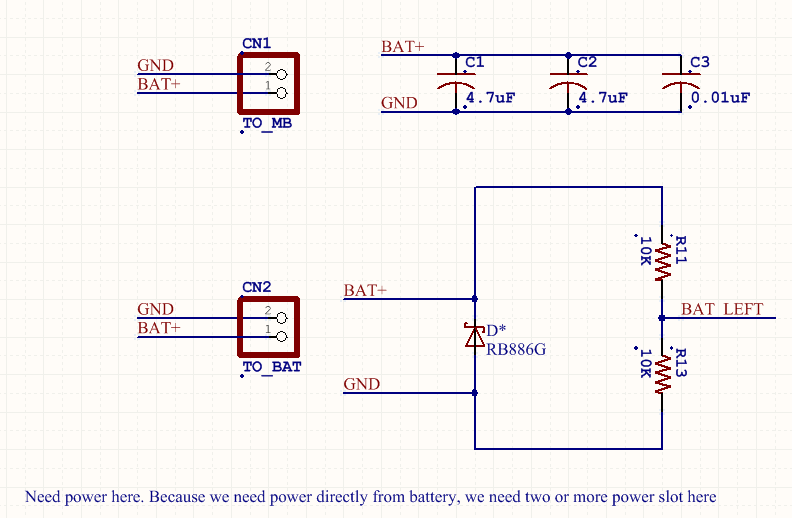 CN1
GND
2
BAT+
1
TO_MB
BAT+
C1
C2
C3
4.7uF
4.7uF
0.01uF
GND
CN2
GND
2
BAT+
1
TO_BAT
BAT+
D*
RB886G
GND
R11
10K
BAT_LEFT
R13
10K
Need power here. Because we need power directly from battery, we need two or more power slot here